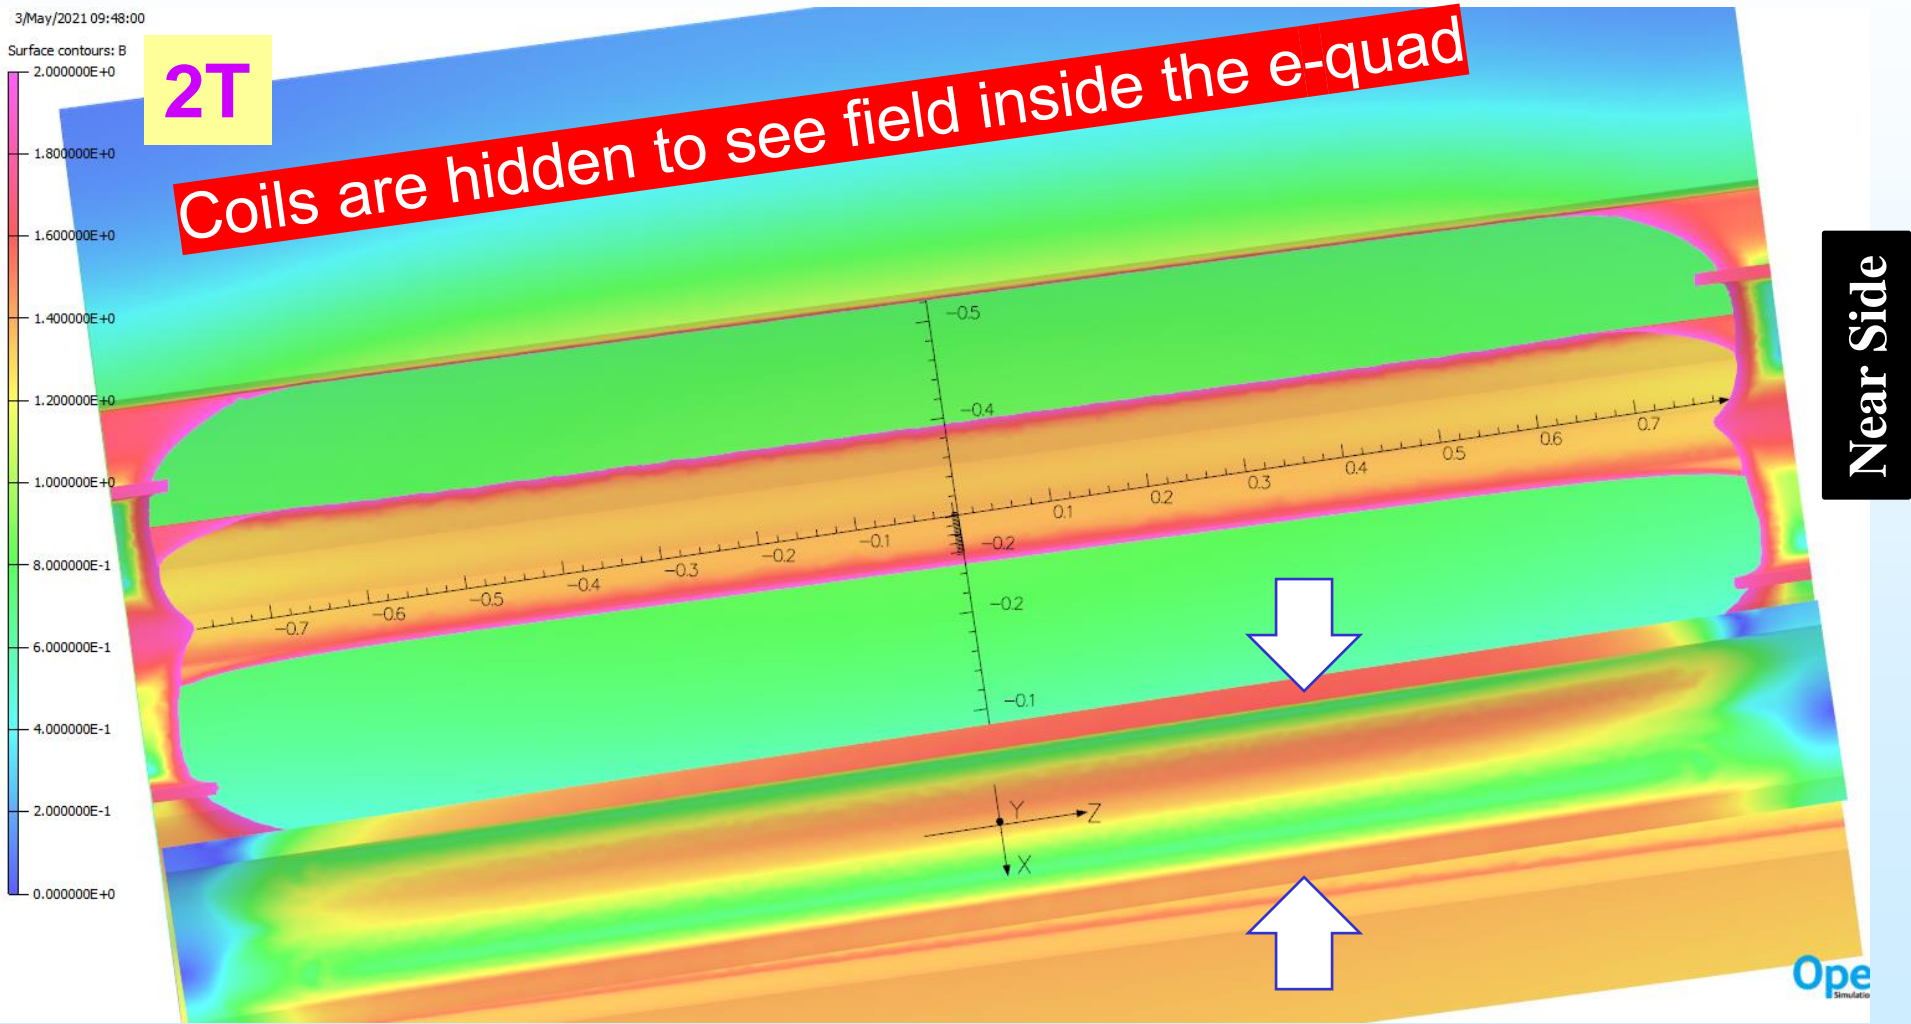 3/May/2021 09:48:00
Surface contours: B
2.000000E+0
1.800000E+0
1.600000E+0
1.400000E+0
1.200000E+0
1.000000E+0
8.000000E-1
6.000000E-1
4.000000E-1
2.000000E-1
0.000000E+0
2T
Coils are hidden to see field inside the e-quad
Near Side
-0.5
-0.4
-0.2
-0.2
-0.1
-0.7
-0.6
-0.5
-0.4
-0.3
-0.2
-0.1
0.1
0.2
0.3
0.4
0.5
0.6
0.7
Y
Z
X
Ope
Simulatio